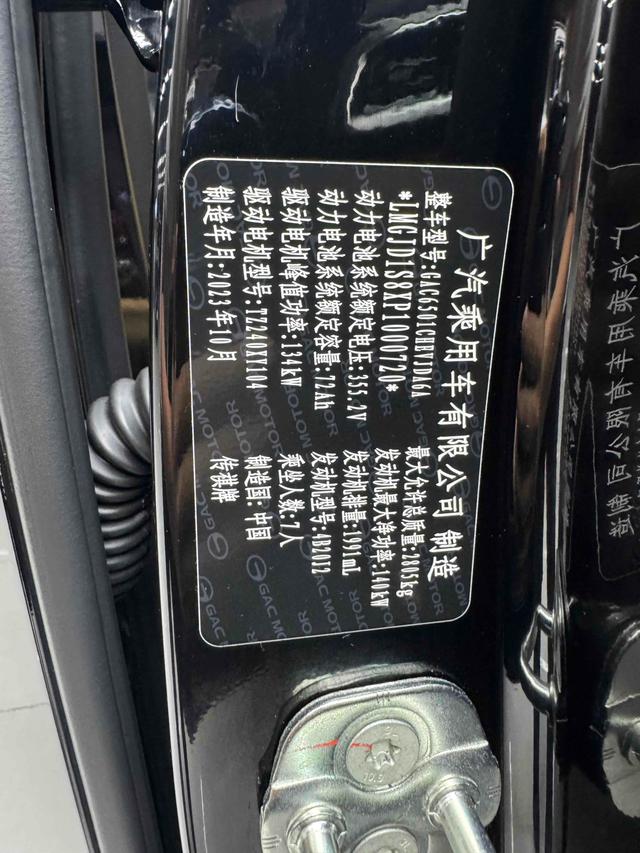 广汽乘用车有限公司 制造
整车型号:GAC6501CHEVJDA6A 最大允许总质量:2805kg
*LMGJD1S8XP1000720* 发动机最大净功率:140kW
动力电池系统额定电压:355.2V 发动机排量:1991mL
动力电池系统额定容量:72Ah 发动机型号:4B20J2
驱动电机峰值功率:134kW 乘坐人数:7人
驱动电机型号:TZ240XY104 制造国:中国
制造年月:2023年10月 传祺牌
GAC MOTOR